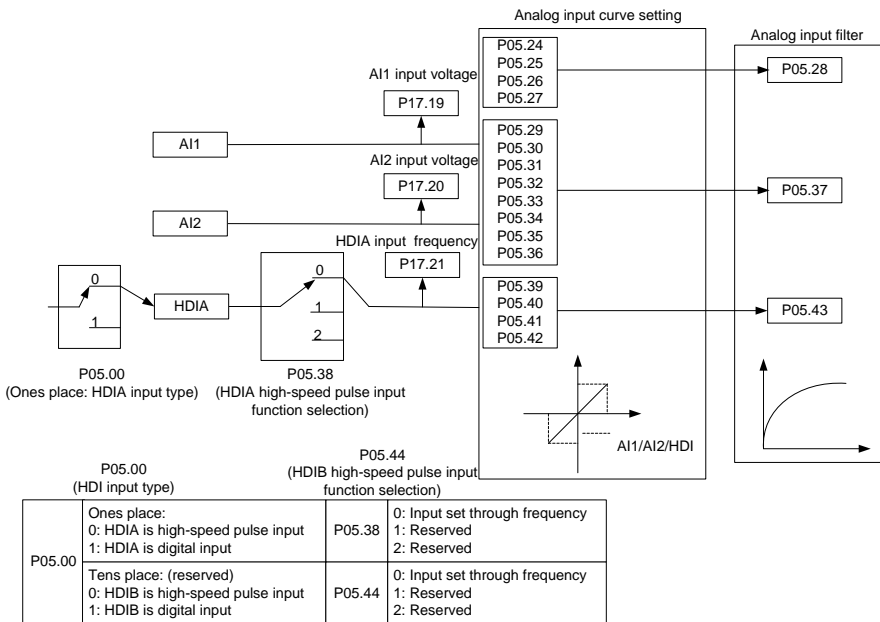 Analog input curve setting
Analog input filter
P05.24
P05.25
P05.26
P05.27
P05.28
AI1 input voltage
P17.19
AI1
P05.29
P05.30
P05.31
P05.32
P05.33
P05.34
P05.35
P05.36
P05.37
AI2 input voltage
P17.20
AI2
HDIA input  frequency
P17.21
0
1
HDIA
0
1
2
P05.39
P05.40
P05.41
P05.42
P05.43
P05.00
(Ones place: HDIA input type)
P05.38
(HDIA high-speed pulse input
function selection)
AI1/AI2/HDI
P05.00
(HDI input type)
P05.44
(HDIB high-speed pulse input
function selection)
P05.00
Ones place:
0: HDIA is high-speed pulse input
1: HDIA is digital input
P05.38
0: Input set through frequency
1: Reserved
2: Reserved
Tens place: (reserved)
0: HDIB is high-speed pulse input
1: HDIB is digital input
P05.44
0: Input set through frequency
1: Reserved
2: Reserved